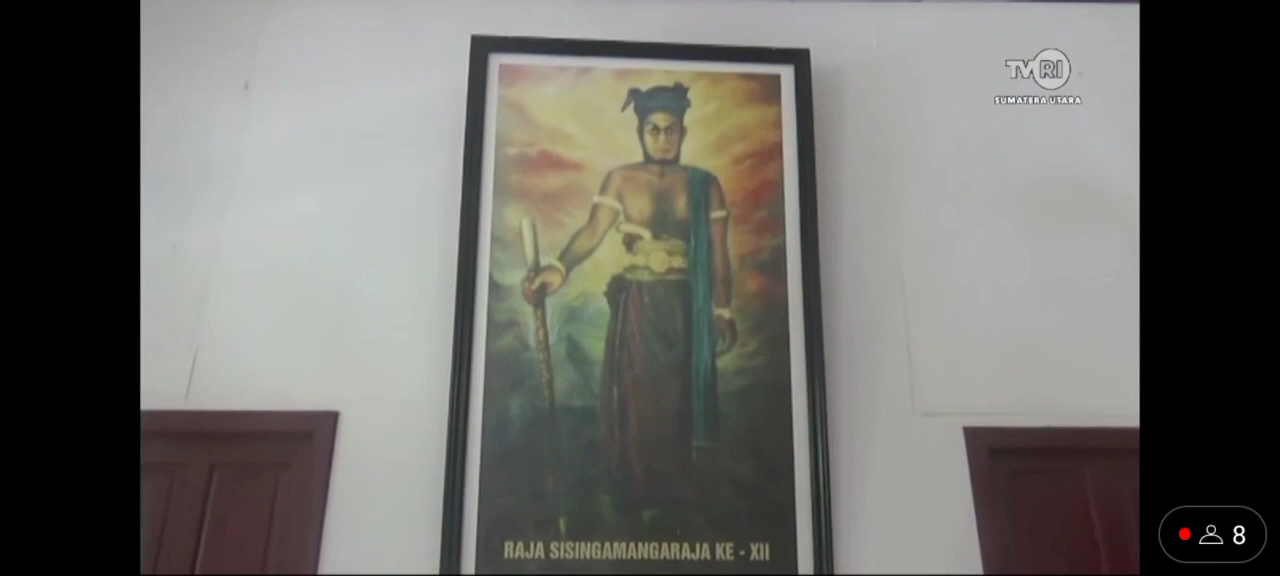 TVRI
SUMATERA UTARA
RAJA SISINGAMANGARAJA KE - XII
8